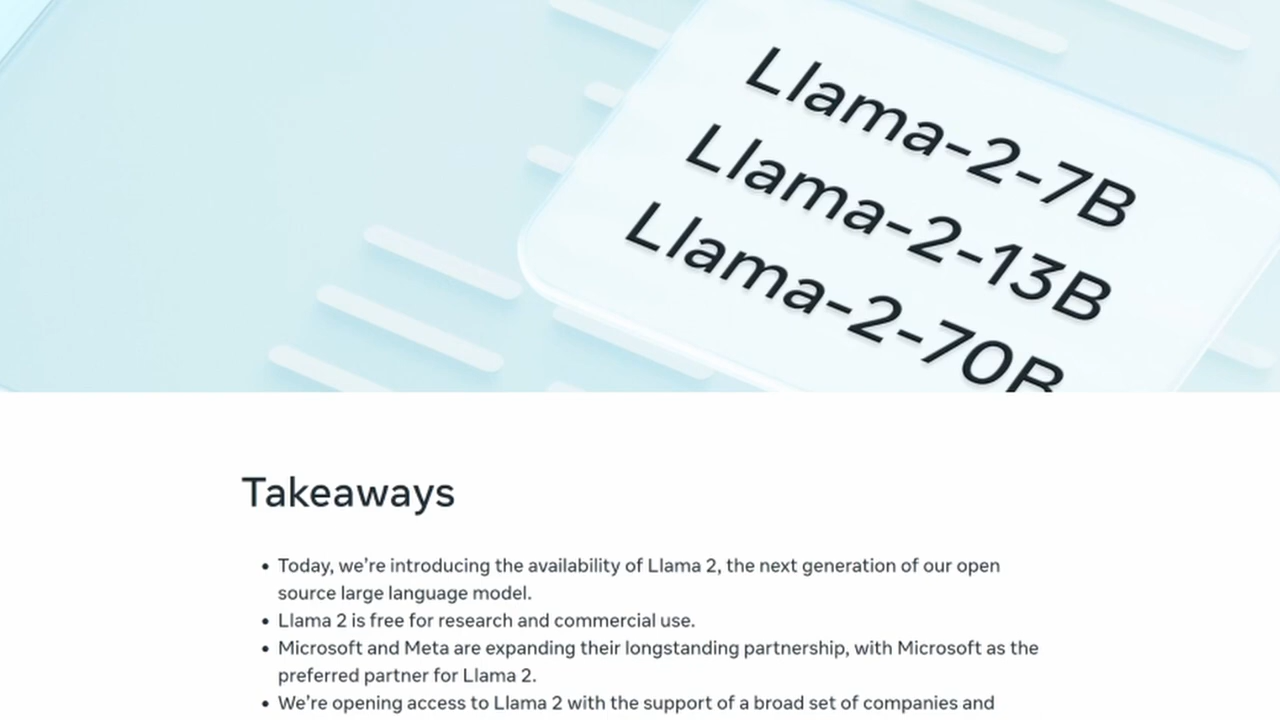 Llama-2-7B
Llama-2-13B
Llama-2-70B
Takeaways
• Today, we’re introducing the availability of Llama 2, the next generation of our open
source large language model.
• Llama 2 is free for research and commercial use.
• Microsoft and Meta are expanding their longstanding partnership, with Microsoft as the
preferred partner for Llama 2.
• We’re opening access to Llama 2 with the support of a broad set of companies and